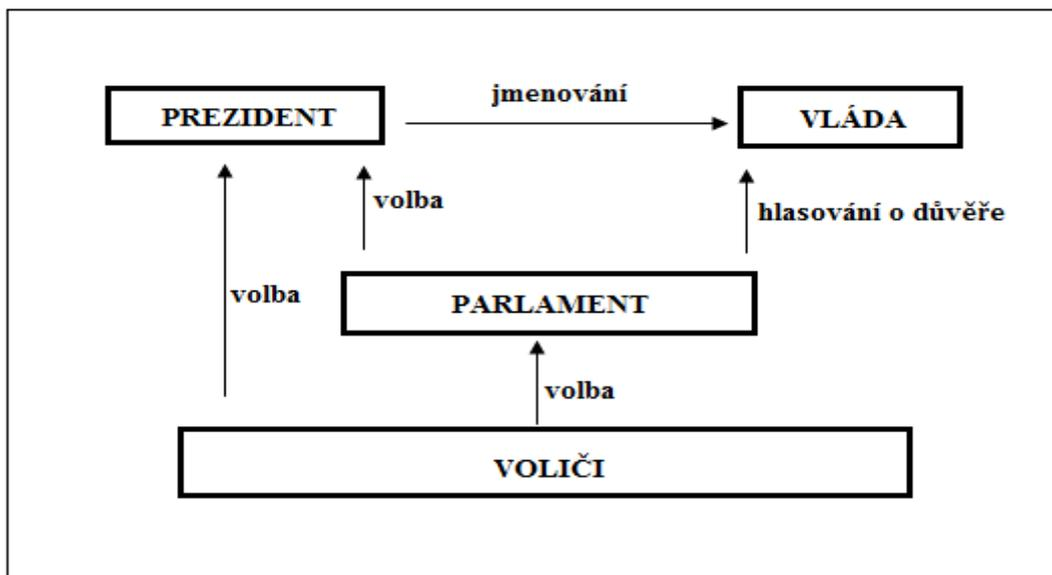 jmenování
PREZIDENT
VLÁDA
volba
hlasování o důvěře
volba
PARLAMENT
volba
VOLIČI